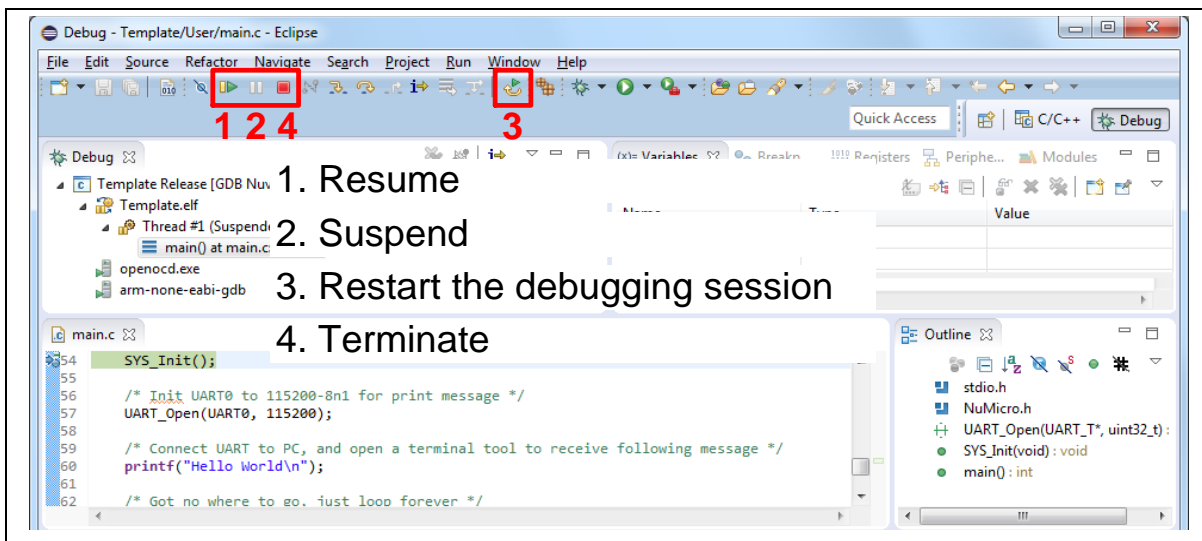 Debug - Template/User/main.c - Eclipse
File Edit Source Refactor Navigate Search Project Run Window Help
1 2 4 3
Quick Access C/C++ Debug
Debug
(x)= Variables Breakp Registers Periphe... Modules
Template Release [GDB Nuv
Template.elf
Thread #1 (Suspende
main() at main.c
openocd.exe
arm-none-eabi-gdb
1. Resume
2. Suspend
3. Restart the debugging session
4. Terminate
Name Type Value
main.c
54 SYS_Init();
55
56 /* Init UART0 to 115200-8n1 for print message */
57 UART_Open(UART0, 115200);
58
59 /* Connect UART to PC, and open a terminal tool to receive following message */
60 printf("Hello World\n");
61
62 /* Got no where to go, just loop forever */
Outline
stdio.h
NuMicro.h
UART_Open(UART_T*, uint32_t) :
SYS_Init(void) : void
main() : int